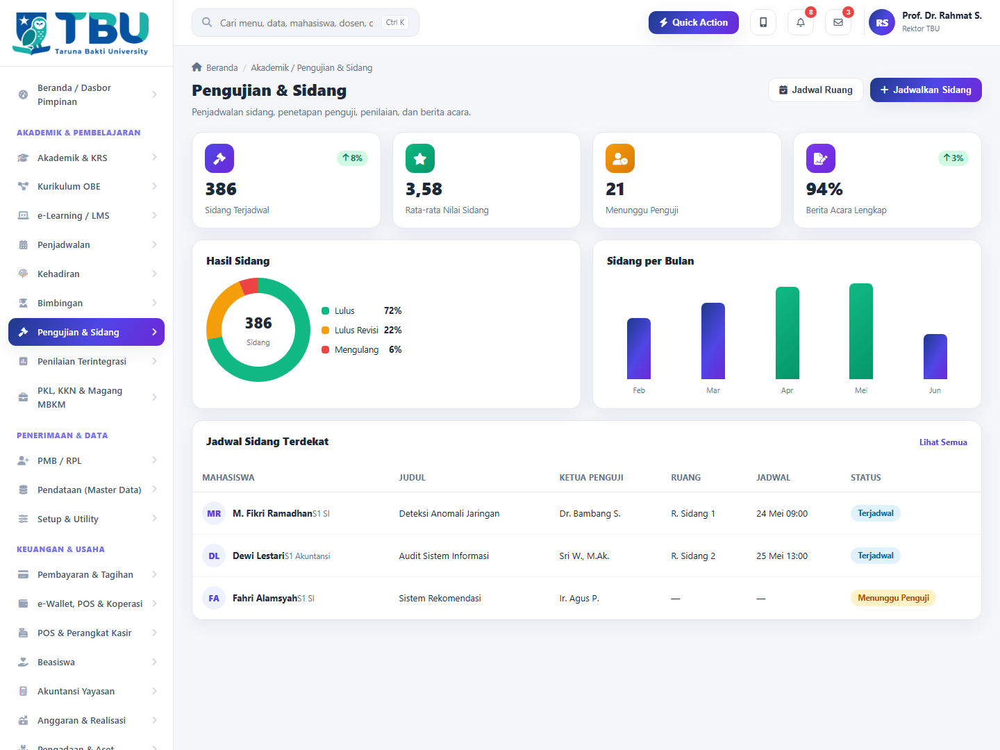 TBU
Taruna Bakti University
Cari menu, data, mahasiswa, dosen, c
Ctrl K
Quick Action
8
3
RS
Prof. Dr. Rahmat S.
Rektor TBU
Beranda / Dasbor
Pimpinan
AKADEMIK & PEMBELAJARAN
Akademik & KRS
Kurikulum OBE
e-Learning / LMS
Penjadwalan
Kehadiran
Bimbingan
Pengujian & Sidang
Penilaian Terintegrasi
PKL, KKN & Magang
MBKM
PENERIMAAN & DATA
PMB / RPL
Pendataan (Master Data)
Setup & Utility
KEUANGAN & USAHA
Pembayaran & Tagihan
e-Wallet, POS & Koperasi
POS & Perangkat Kasir
Beasiswa
Akuntansi Yayasan
Anggaran & Realisasi
Pengadaan & Aset
Beranda / Akademik / Pengujian & Sidang
Pengujian & Sidang
Penjadwalan sidang, penetapan penguji, penilaian, dan berita acara.
Jadwal Ruang
Jadwalkan Sidang
8%
386
Sidang Terjadwal
3,58
Rata-rata Nilai Sidang
21
Menunggu Penguji
3%
94%
Berita Acara Lengkap
Hasil Sidang
386
Sidang
Lulus 72%
Lulus Revisi 22%
Mengulang 6%
Sidang per Bulan
Feb Mar Apr Mei Jun
Jadwal Sidang Terdekat
Lihat Semua
MAHASISWA JUDUL KETUA PENGUJI RUANG JADWAL STATUS
MR M. Fikri RamadhanS1 SI Deteksi Anomali Jaringan Dr. Bambang S. R. Sidang 1 24 Mei 09:00 Terjadwal
DL Dewi LestariS1 Akuntansi Audit Sistem Informasi Sri W., M.Ak. R. Sidang 2 25 Mei 13:00 Terjadwal
FA Fahri AlamsyahS1 SI Sistem Rekomendasi Ir. Agus P. — — Menunggu Penguji